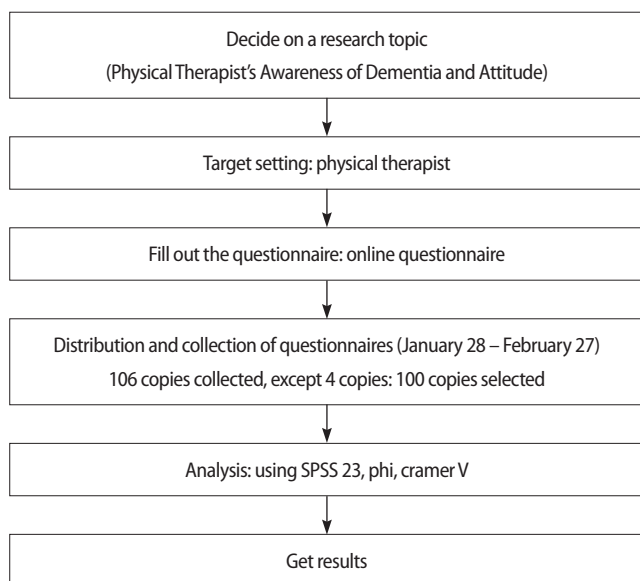 Decide on a research topic
(Physical Therapist's Awareness of Dementia and Attitude)
Target setting: physical therapist
Fill out the questionnaire: online questionnaire
Distribution and collection of questionnaires (January 28 – February 27)
106 copies collected, except 4 copies: 100 copies selected
Analysis: using SPSS 23, phi, cramer V
Get results